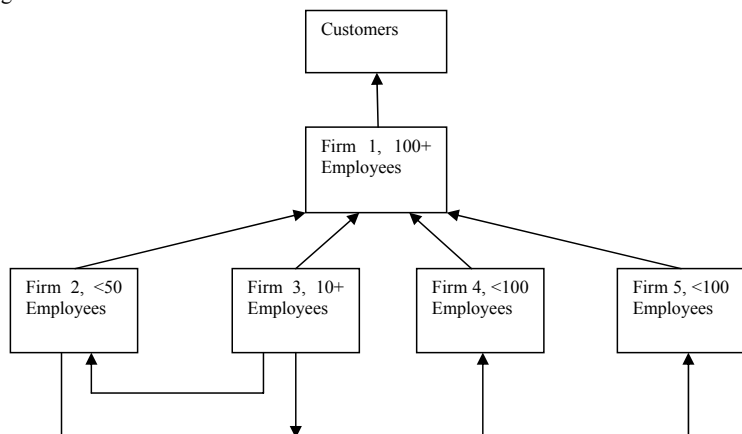 Customers
Firm 1, 100+
Employees
Firm 2, <50
Employees
Firm 3, 10+
Employees
Firm 4, <100
Employees
Firm 5, <100
Employees